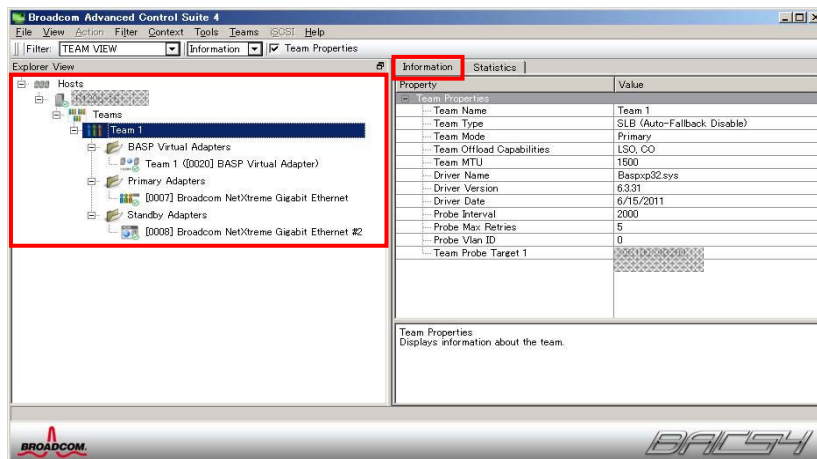 Broadcom Advanced Control Suite 4
File View Action Filter Context Tools Teams iSCSI Help
Filter: TEAM VIEW Information Team Properties
Explorer View
Hosts
Teams
Team 1
BASP Virtual Adapters
Team 1 ([0020] BASP Virtual Adapter)
Primary Adapters
[0007] Broadcom NetXtreme Gigabit Ethernet
Standby Adapters
[0008] Broadcom NetXtreme Gigabit Ethernet #2
Information Statistics
Property Value
Team Properties
Team Name Team 1
Team Type SLB (Auto-Fallback Disable)
Team Mode Primary
Team Offload Capabilities LSO, CO
Team MTU 1500
Driver Name Baspxp32.sys
Driver Version 6.3.31
Driver Date 6/15/2011
Probe Interval 2000
Probe Max Retries 5
Probe Vlan ID 0
Team Probe Target 1
Team Properties
Displays information about the team.
BROADCOM.
BACS4